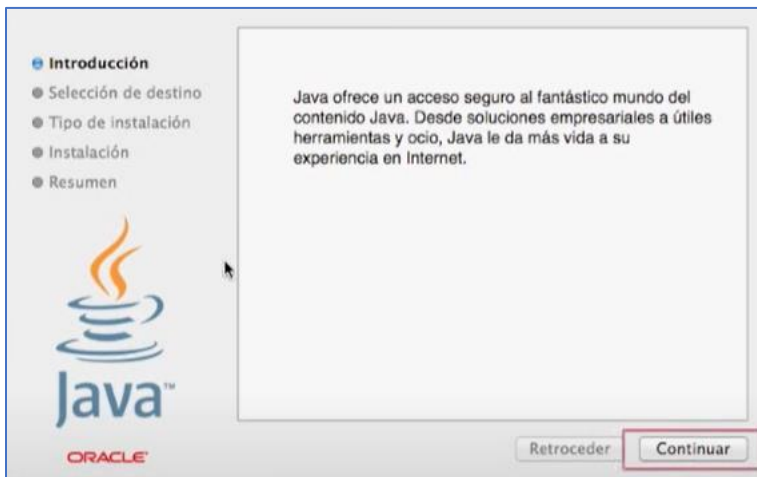 Introducción
Selección de destino
Tipo de instalación
Instalación
Resumen
Java ofrece un acceso seguro al fantástico mundo del
contenido Java. Desde soluciones empresariales a útiles
herramientas y ocio, Java le da más vida a su
experiencia en Internet.
Java™
ORACLE
Retroceder
Continuar